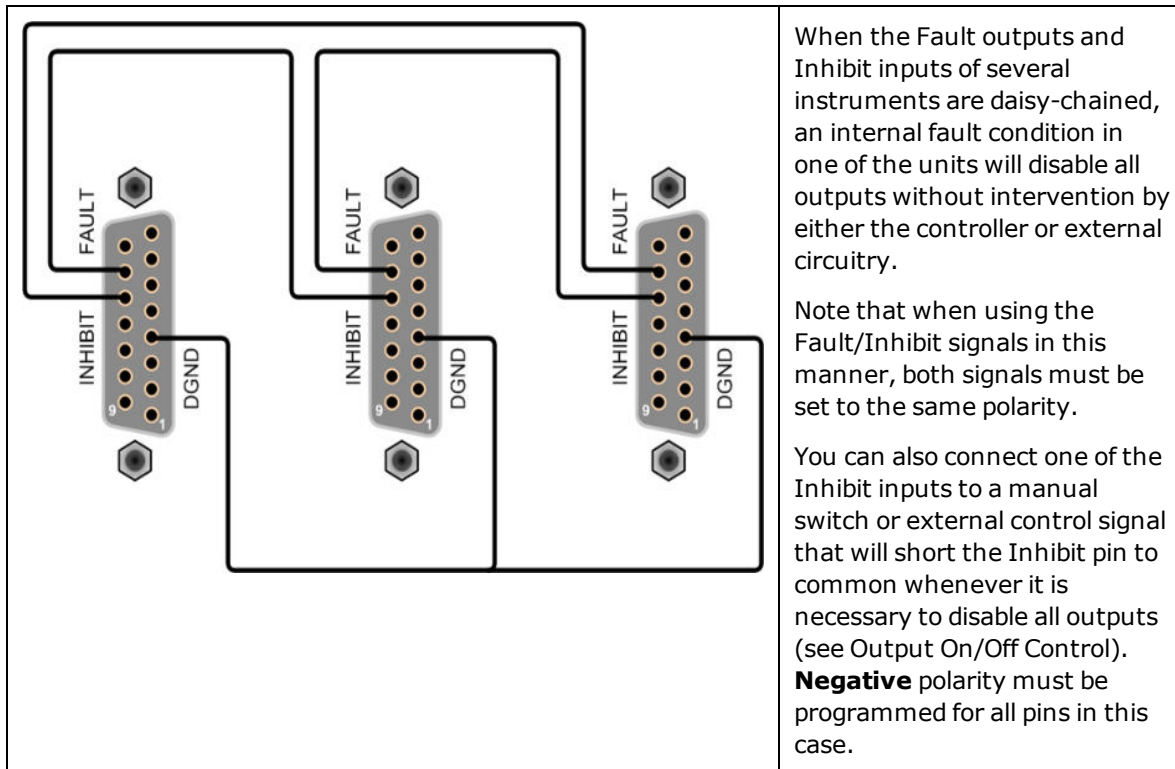 FAULT
INHIBIT
DGND
9
1
FAULT
INHIBIT
DGND
9
1
FAULT
INHIBIT
DGND
9
1
When the Fault outputs and
Inhibit inputs of several
instruments are daisy-chained,
an internal fault condition in
one of the units will disable all
outputs without intervention by
either the controller or external
circuitry.
Note that when using the
Fault/Inhibit signals in this
manner, both signals must be
set to the same polarity.
You can also connect one of the
Inhibit inputs to a manual
switch or external control signal
that will short the Inhibit pin to
common whenever it is
necessary to disable all outputs
(see Output On/Off Control).
Negative polarity must be
programmed for all pins in this
case.